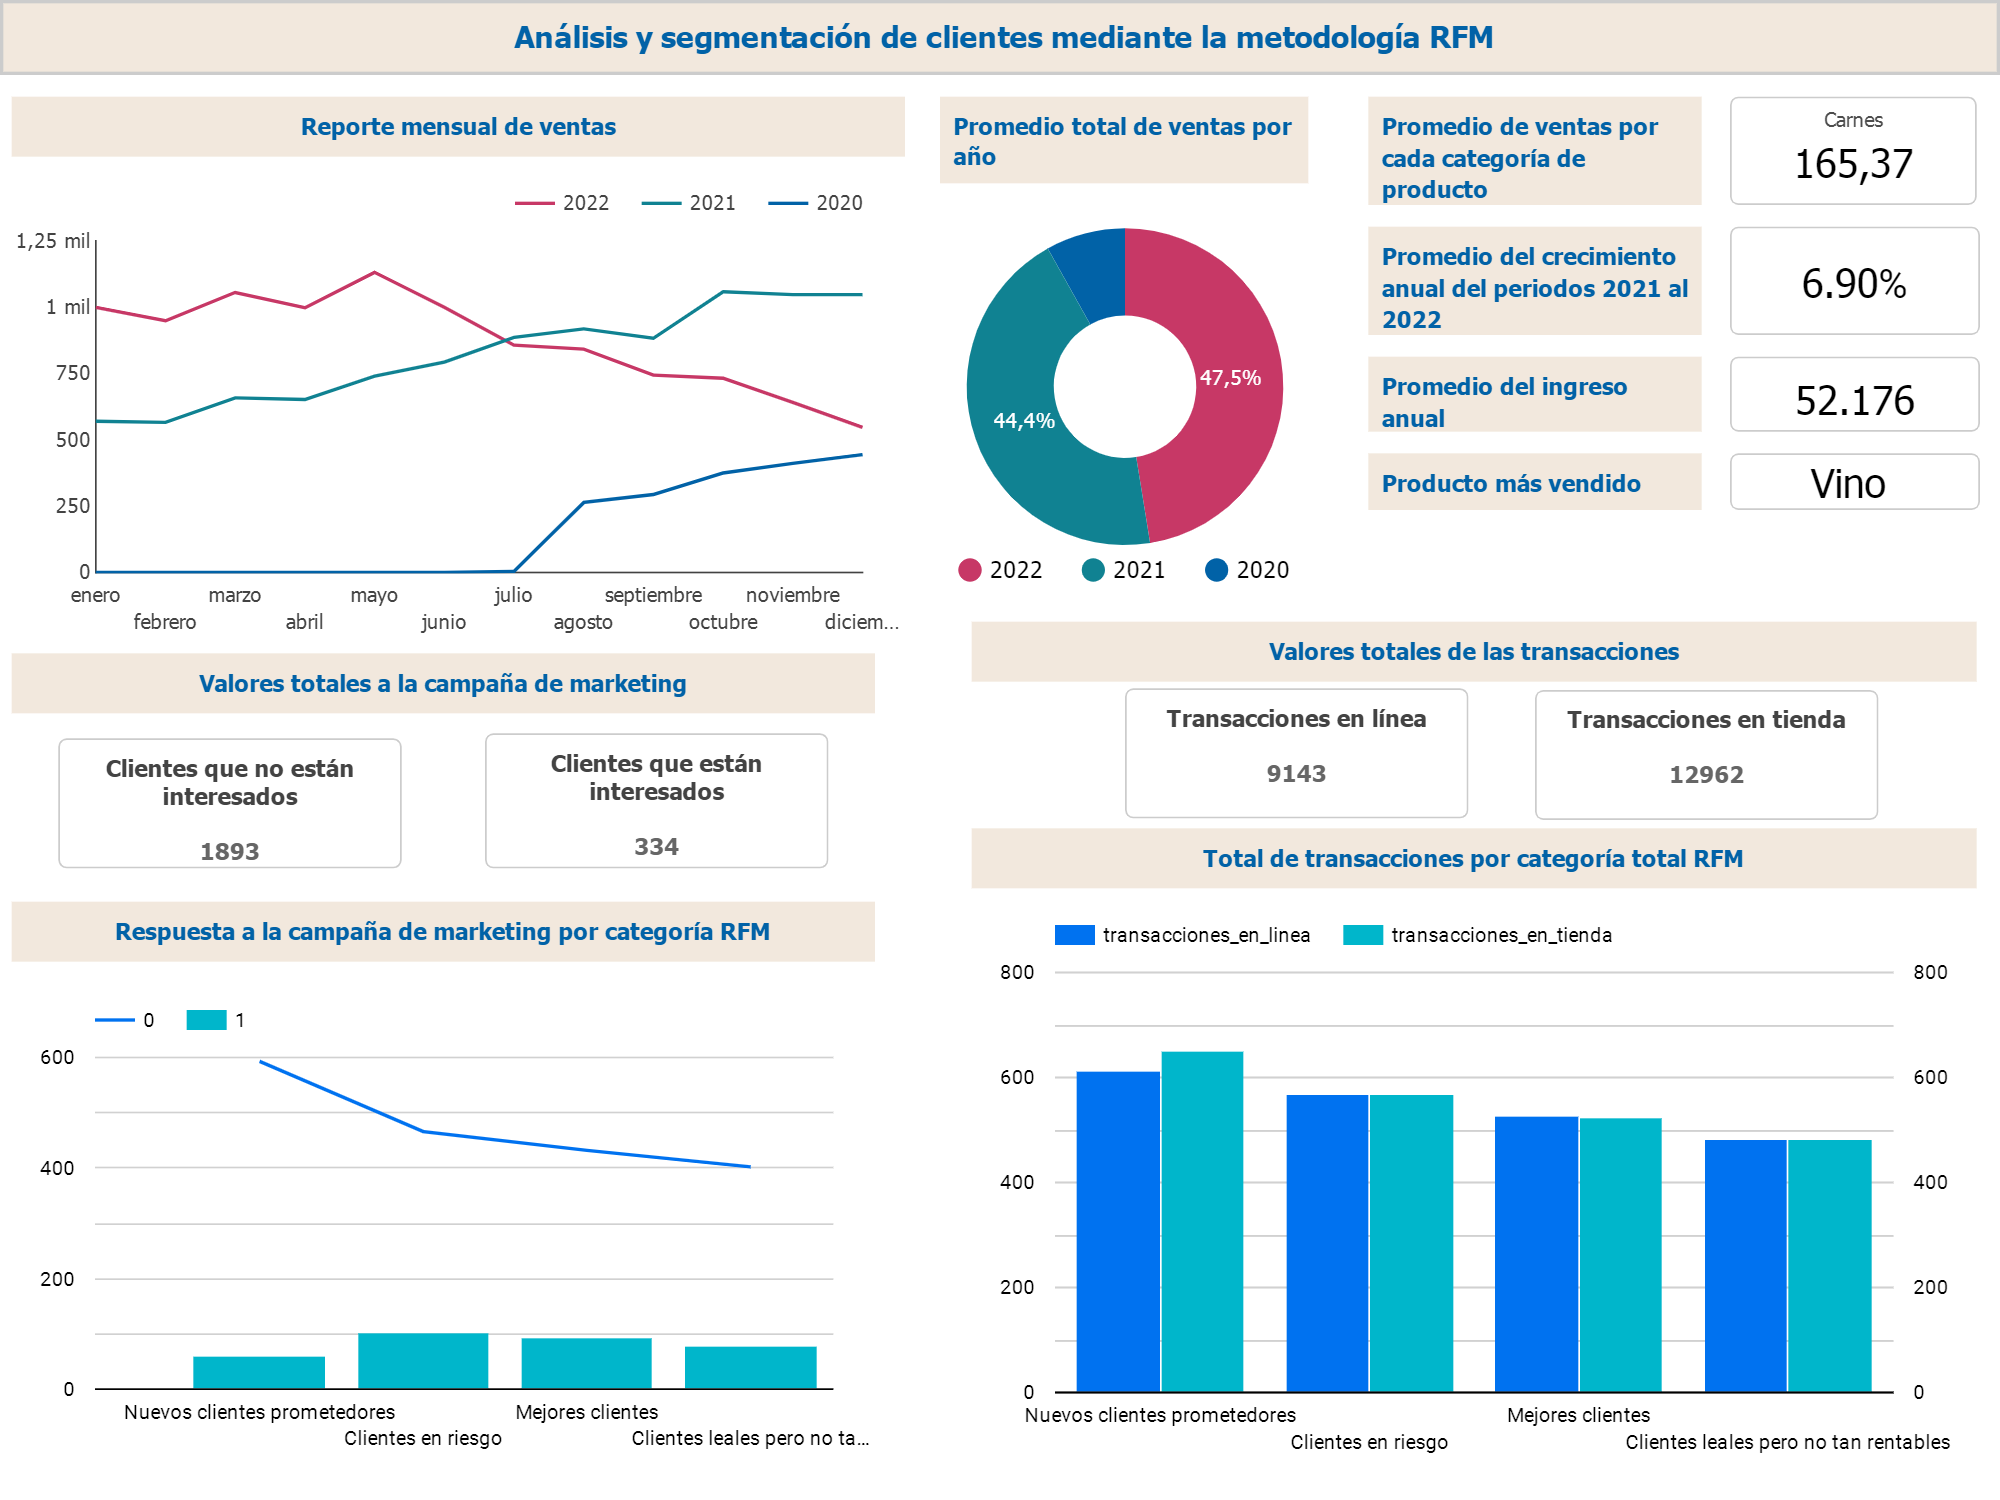 Análisis y segmentación de clientes mediante la metodología RFM
Reporte mensual de ventas
2022 2021 2020
1,25 mil
1 mil
750
500
250
0
enero marzo mayo julio septiembre noviembre
febrero abril junio agosto octubre diciem...
Promedio total de ventas por
año
47,5%
44,4%
2022 2021 2020
Promedio de ventas por
cada categoría de
producto
Carnes
165,37
Promedio del crecimiento
anual del periodos 2021 al
2022
6.90%
Promedio del ingreso
anual
52.176
Producto más vendido
Vino
Valores totales a la campaña de marketing
Clientes que no están
interesados
1893
Clientes que están
interesados
334
Valores totales de las transacciones
Transacciones en línea
9143
Transacciones en tienda
12962
Respuesta a la campaña de marketing por categoría RFM
0 1
600
400
200
0
Nuevos clientes prometedores Mejores clientes
Clientes en riesgo Clientes leales pero no ta...
Total de transacciones por categoría total RFM
transacciones_en_linea transacciones_en_tienda
800 800
600 600
400 400
200 200
0 0
Nuevos clientes prometedores Mejores clientes
Clientes en riesgo Clientes leales pero no tan rentables